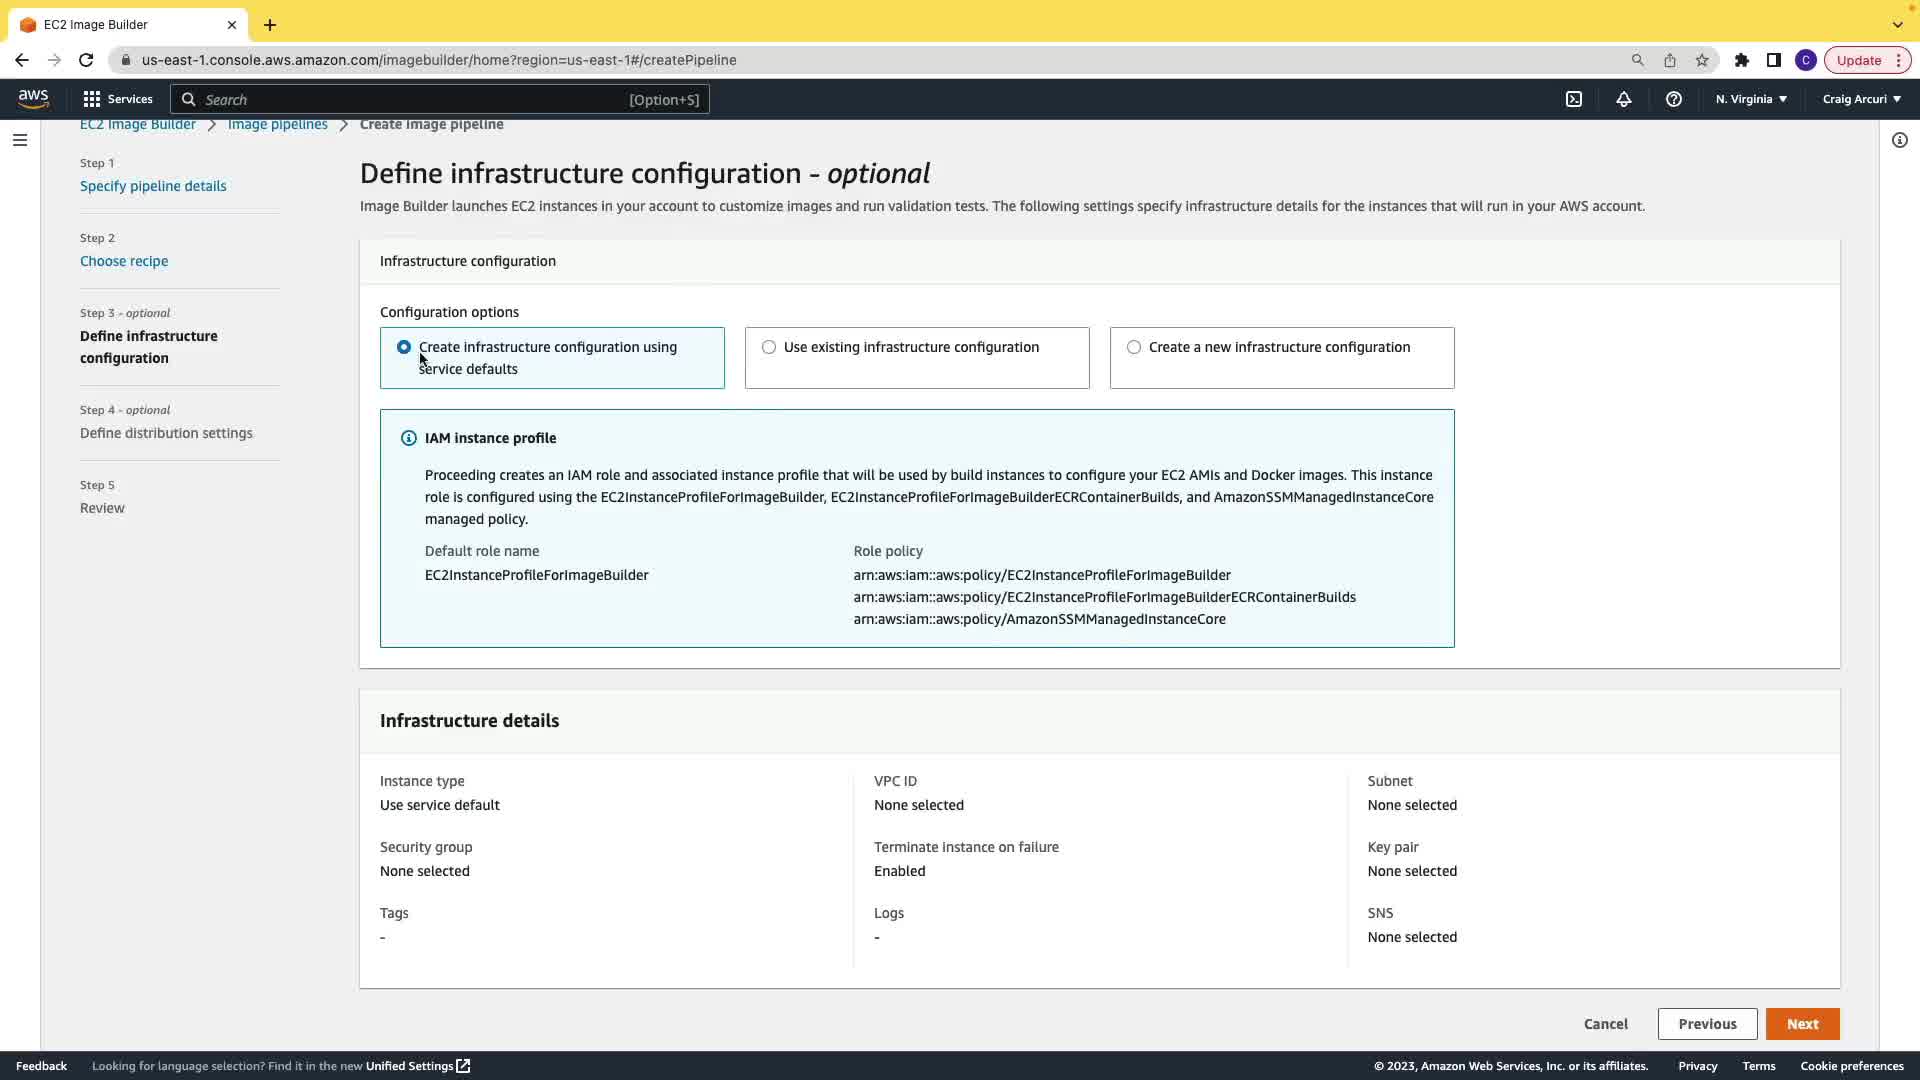 EC2 Image Builder
us-east-1.console.aws.amazon.com/imagebuilder/home?region=us-east-1#/createPipeline
C
Update
aws
Services
Search
[Option+S]
N. Virginia
Craig Arcuri
EC2 Image Builder
Image pipelines
Create image pipeline
Step 1
Specify pipeline details
Step 2
Choose recipe
Step 3 - optional
Define infrastructure
configuration
Step 4 - optional
Define distribution settings
Step 5
Review
Define infrastructure configuration - optional
Image Builder launches EC2 instances in your account to customize images and run validation tests. The following settings specify infrastructure details for the instances that will run in your AWS account.
Infrastructure configuration
Configuration options
Create infrastructure configuration using
service defaults
Use existing infrastructure configuration
Create a new infrastructure configuration
IAM instance profile
Proceeding creates an IAM role and associated instance profile that will be used by build instances to configure your EC2 AMIs and Docker images. This instance
role is configured using the EC2InstanceProfileForImageBuilder, EC2InstanceProfileForImageBuilderECRContainerBuilds, and AmazonSSMManagedInstanceCore
managed policy.
Default role name
EC2InstanceProfileForImageBuilder
Role policy
arn:aws:iam::aws:policy/EC2InstanceProfileForImageBuilder
arn:aws:iam::aws:policy/EC2InstanceProfileForImageBuilderECRContainerBuilds
arn:aws:iam::aws:policy/AmazonSSMManagedInstanceCore
Infrastructure details
Instance type
Use service default
VPC ID
None selected
Subnet
None selected
Security group
None selected
Terminate instance on failure
Enabled
Key pair
None selected
Tags
-
Logs
-
SNS
None selected
Cancel
Previous
Next
Feedback
Looking for language selection? Find it in the new Unified Settings
© 2023, Amazon Web Services, Inc. or its affiliates.
Privacy
Terms
Cookie preferences